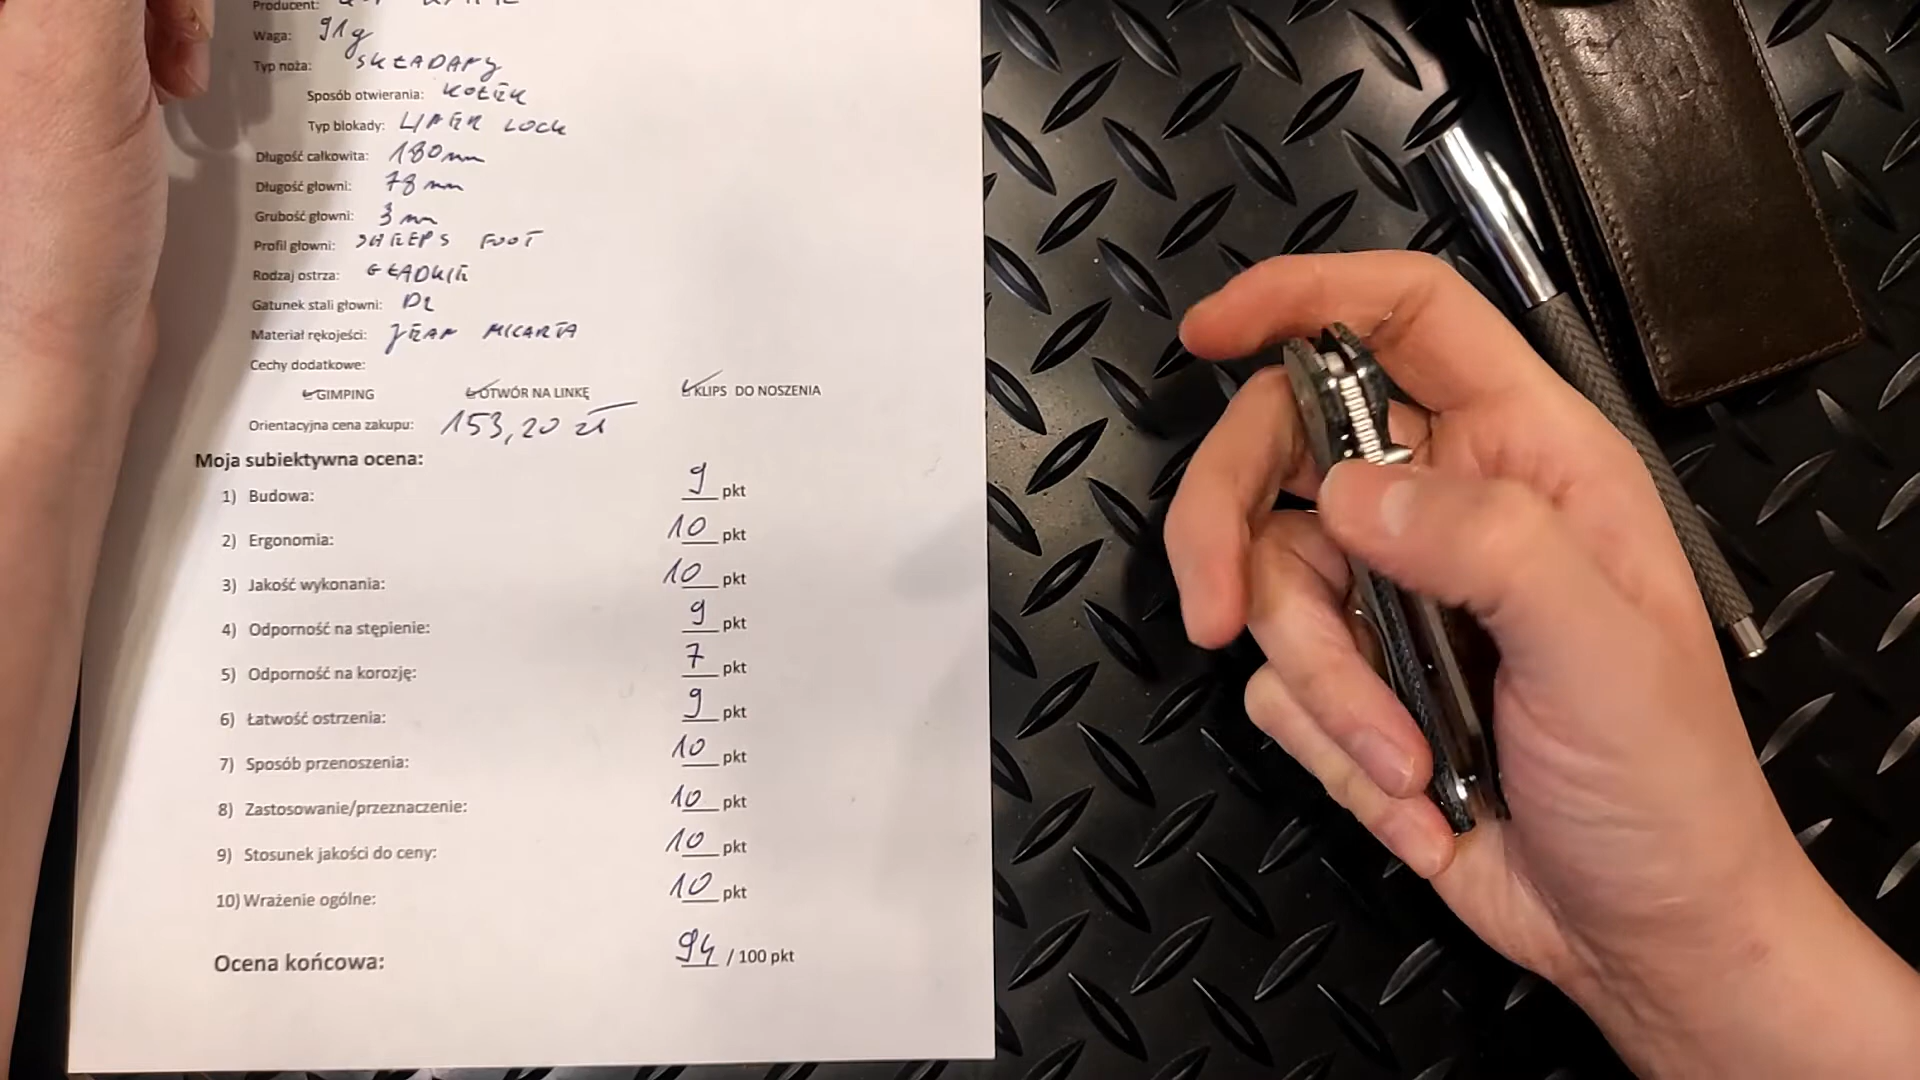 Producent:
Waga: 91g
Typ noża: SKŁADANY
Sposób otwierania: KOŁEK
Typ blokady: LINER LOCK
Długość całkowita: 180mm
Długość głowni: 78mm
Grubość głowni: 3mm
Profil głowni: SHEEPS FOOT
Rodzaj ostrza: GŁADKIE
Gatunek stali głowni: D2
Materiał rękojeści: JEAN MICARTA
Cechy dodatkowe:
GIMPING OTWÓR NA LINKĘ KLIPS DO NOSZENIA
Orientacyjna cena zakupu: 153,20 zł
Moja subiektywna ocena:
1) Budowa: 9 pkt
2) Ergonomia: 10 pkt
3) Jakość wykonania: 10 pkt
4) Odporność na stępienie: 9 pkt
5) Odporność na korozję: 7 pkt
6) Łatwość ostrzenia: 9 pkt
7) Sposób przenoszenia: 10 pkt
8) Zastosowanie/przeznaczenie: 10 pkt
9) Stosunek jakości do ceny: 10 pkt
10) Wrażenie ogólne: 10 pkt
Ocena końcowa: 94 / 100 pkt